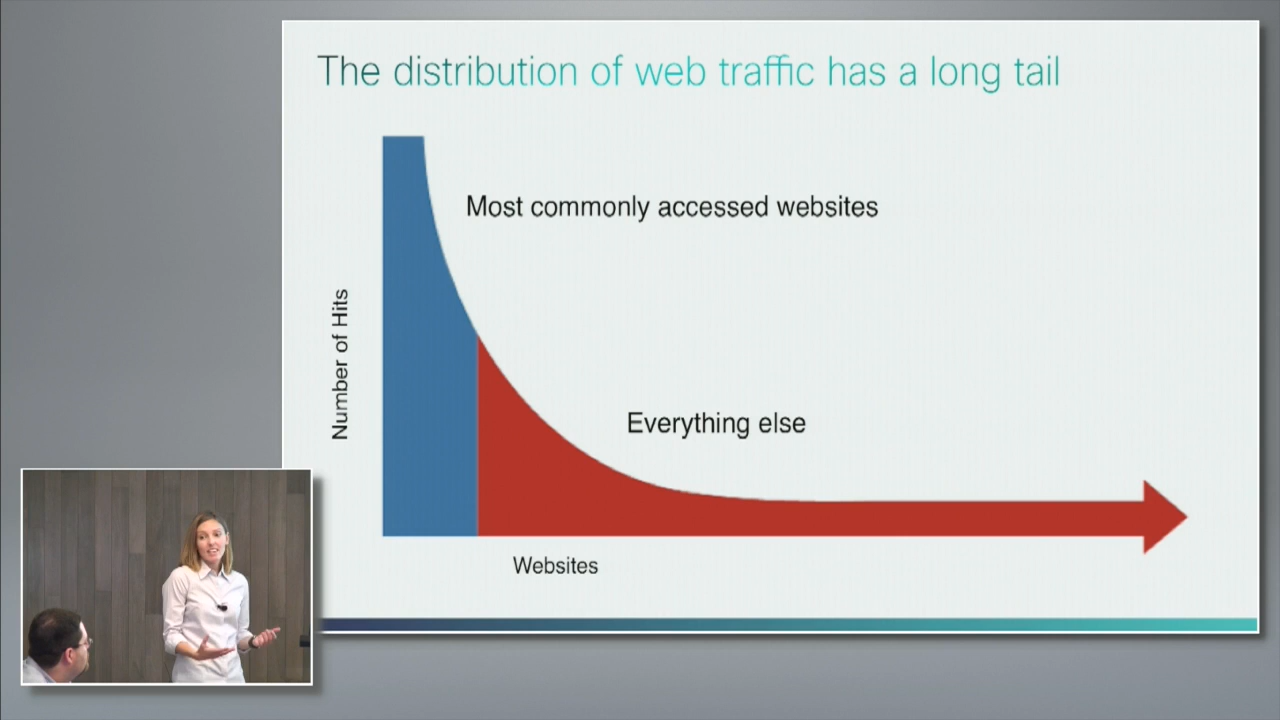 The distribution of web traffic has a long tail
Most commonly accessed websites
Number of Hits
Everything else
Websites